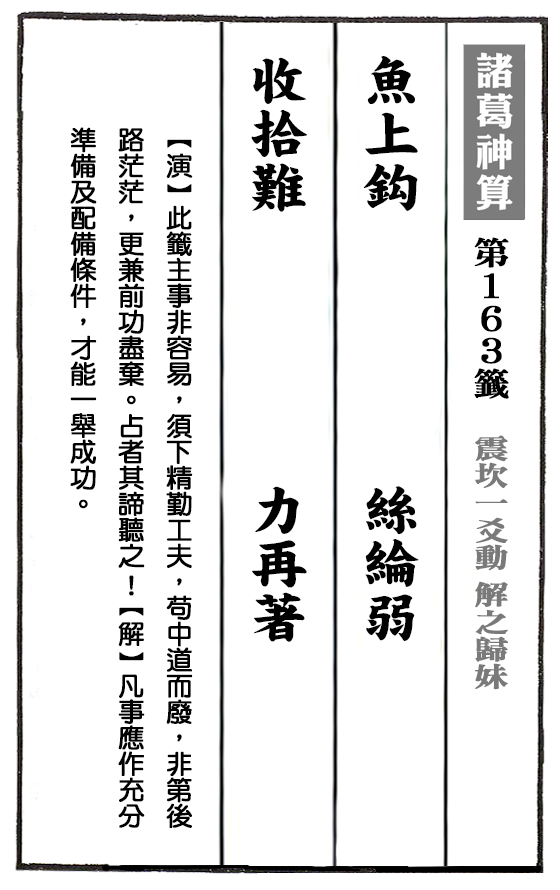 諸葛神算 第163籤 震坎一爻動 解之歸妹
魚上鈎 絲綸弱
收拾難 力再著
【演】此籤主事非容易，須下精勤工夫，苟中道而廢，非第後
路茫茫，更兼前功盡棄。占者其諦聽之！【解】凡事應作充分
準備及配備條件，才能一舉成功。